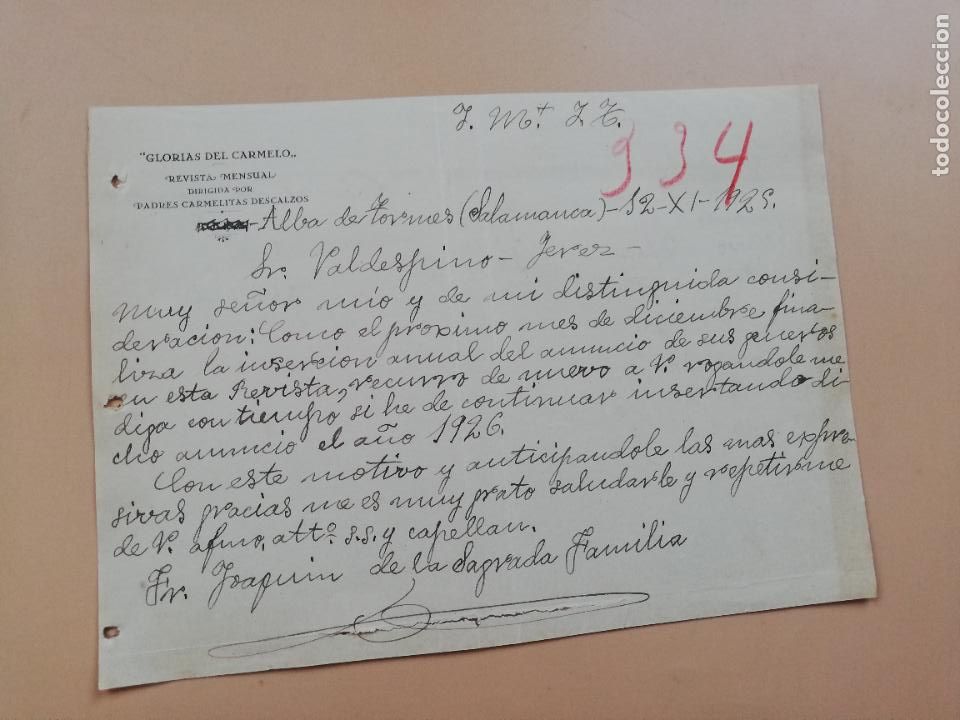 J. M.+ J. T.
934
"GLORIAS DEL CARMELO"
REVISTA MENSUAL
DIRIGIDA POR
PADRES CARMELITAS DESCALZOS
Alba de Tormes (Salamanca)-12-XI-1925.
Sr. Valdespino - Jerez -
Muy señor mío y de mi distinguida consi-
deracion: Como el proximo mes de diciembre fina-
liza la insercion anual del anuncio de sus generos
en esta Revista, recurro de nuevo a V. rogandole me
diga con tiempo si he de continuar insertando di-
cho anuncio el año 1926.
Con este motivo y anticipandole las mas expre-
sivas gracias me es muy grato saludarle y repetirme
de V. afmo. atto. s.s. y capellan.
Fr. Joaquin de la Sagrada Familia
todocoleccion